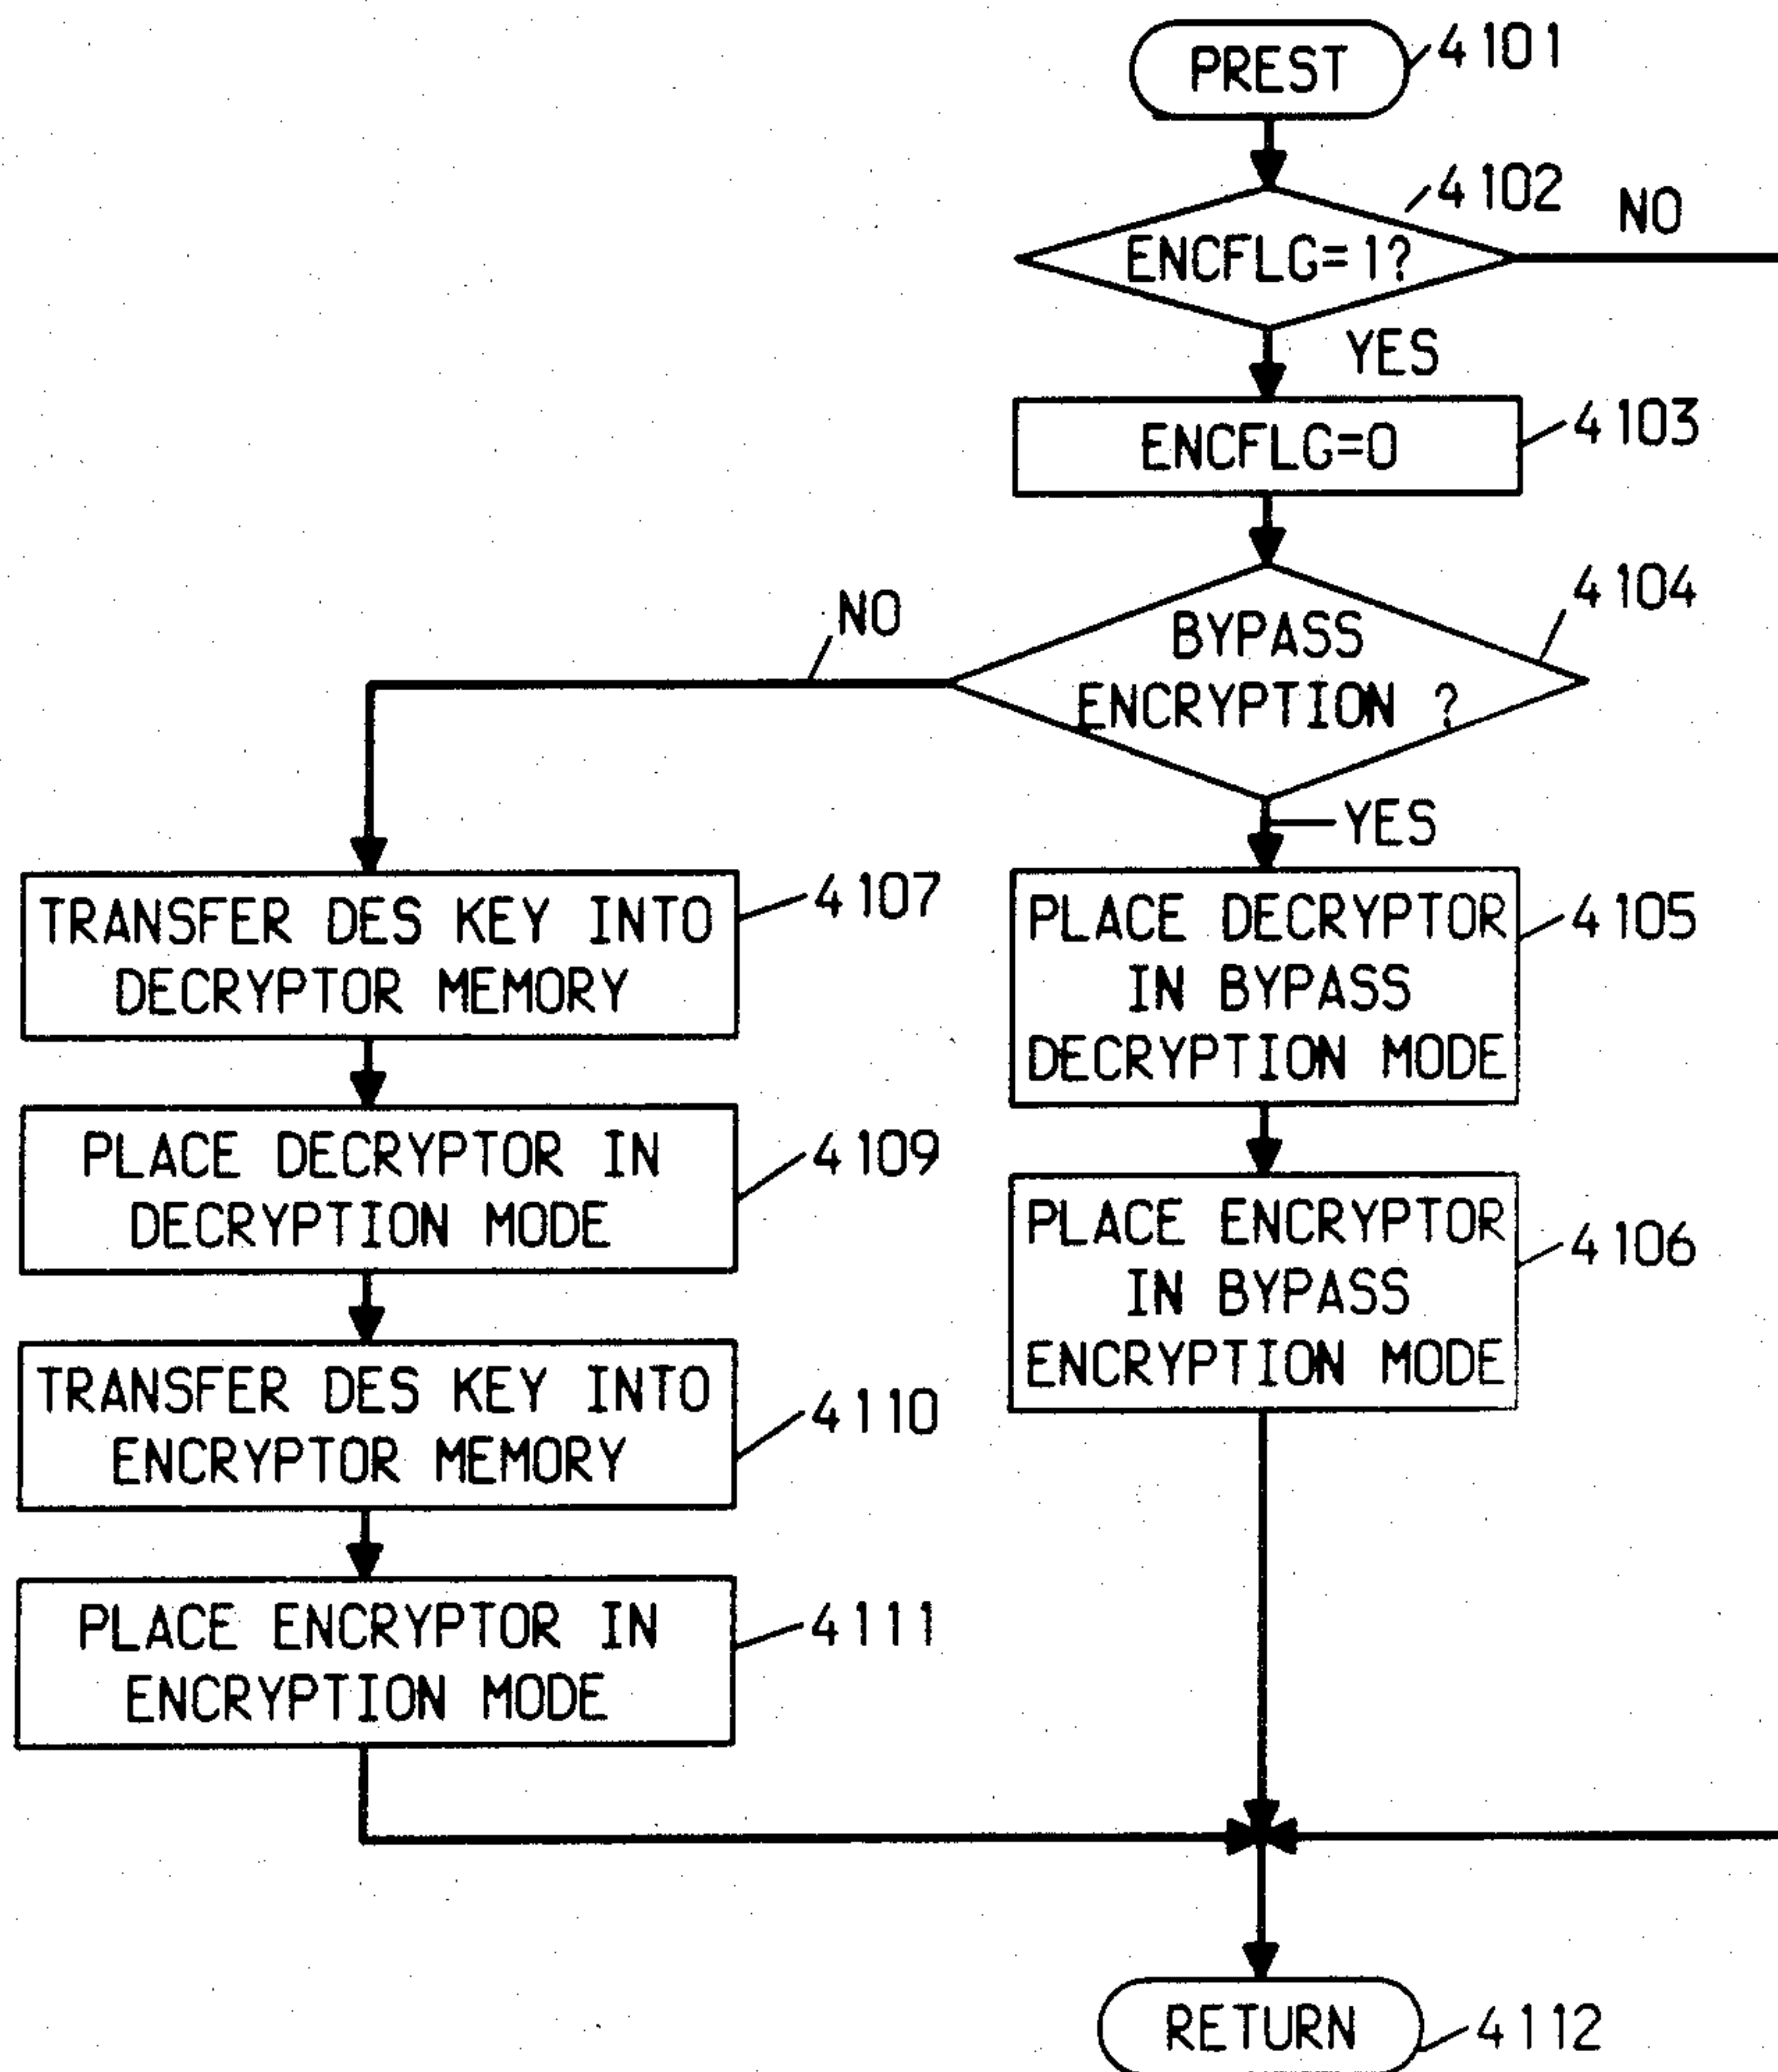 PREST
4101
4102
NO
ENCFLG=1?
YES
4103
ENCFLG=0
4104
NO
BYPASS
ENCRYPTION ?
YES
TRANSFER DES KEY INTO
DECRYPTOR MEMORY
4107
PLACE DECRYPTOR IN
DECRYPTION MODE
4109
TRANSFER DES KEY INTO
ENCRYPTOR MEMORY
4110
PLACE ENCRYPTOR IN
ENCRYPTION MODE
4111
PLACE DECRYPTOR
IN BYPASS
DECRYPTION MODE
4105
PLACE ENCRYPTOR
IN BYPASS
ENCRYPTION MODE
4106
RETURN
4112